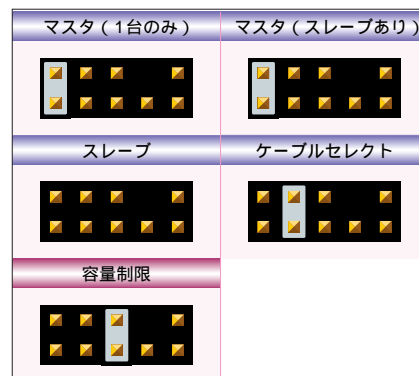 マスタ（1台のみ）
マスタ（スレーブあり）
スレーブ
ケーブルセレクト
容量制限